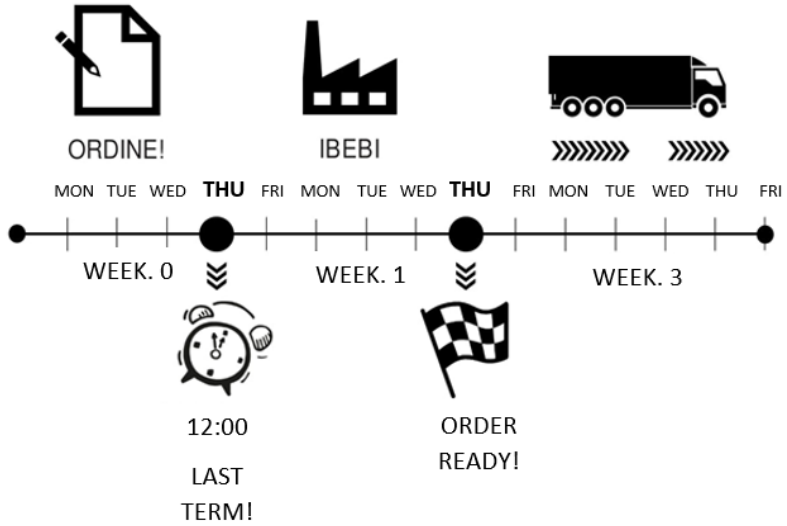 ORDINE!
IBEBI
MON TUE WED THU FRI MON TUE WED THU FRI MON TUE WED THU FRI
WEEK. 0
WEEK. 1
WEEK. 3
12:00
LAST
TERM!
ORDER
READY!